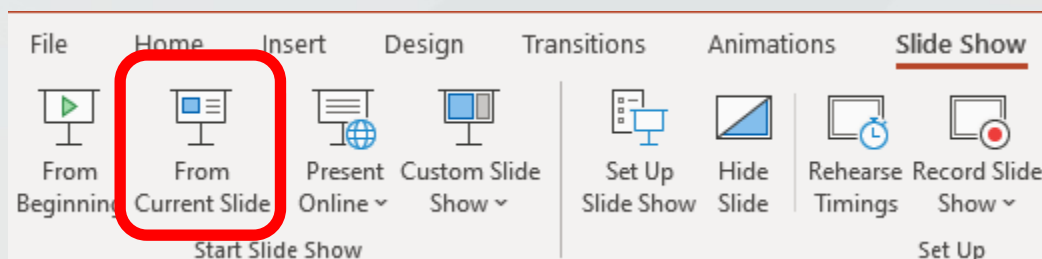 File Home Insert Design Transitions Animations Slide Show
From From Present Custom Slide Set Up Hide Rehearse Record Slide
Beginning Current Slide Online Show Slide Show Slide Timings Show
Start Slide Show Set Up